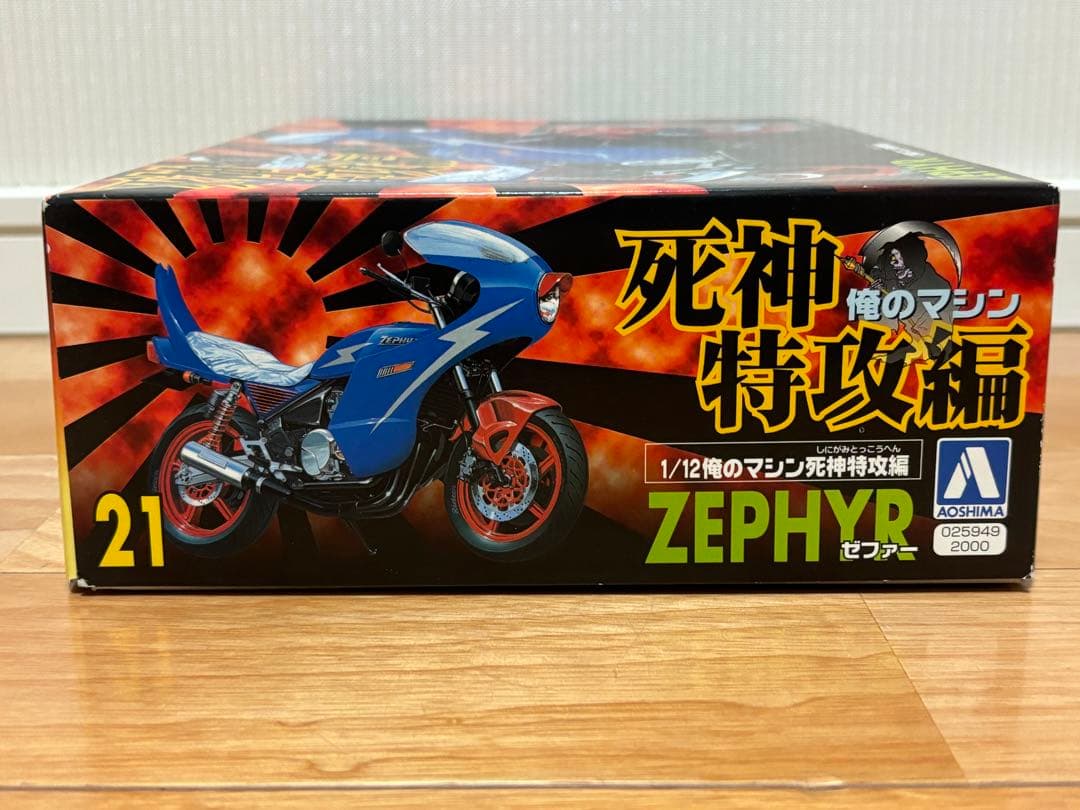 死神
俺のマシン
特攻編
しにがみとっこうへん
1/12俺のマシン死神特攻編
ZEPHYR
ゼファー
AOSHIMA
025949
2000
21
ZEPHY